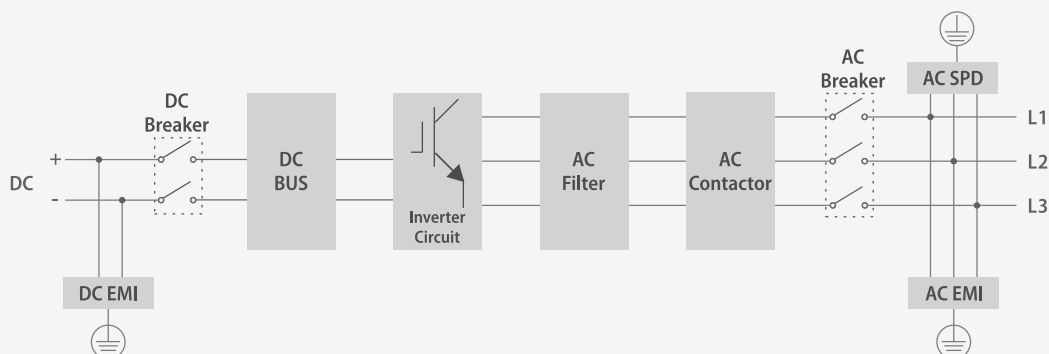 DC
+
-
DC
Breaker
DC EMI
DC
BUS
Inverter
Circuit
AC
Filter
AC
Contactor
AC
Breaker
AC SPD
L1
L2
L3
AC EMI